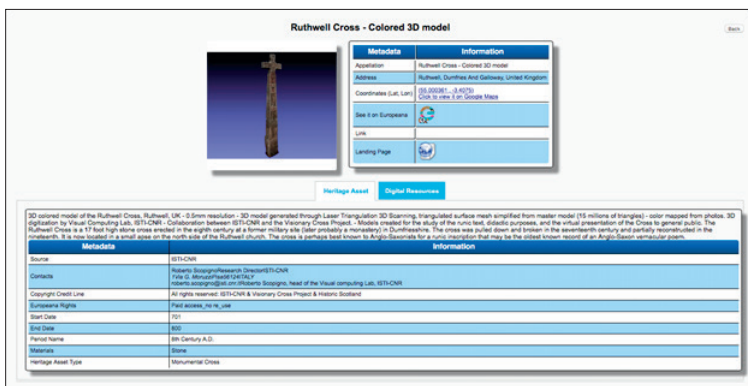 Ruthwell Cross - Colored 3D model
Back
Metadata Information
Appellation Ruthwell Cross - Colored 3D model
Address Ruthwell, Dumfries And Galloway, United Kingdom
Coordinates (Lat, Lon) (55.000361 , -3.4075)
Click to view it on Google Maps
See it on Europeana
Link
Landing Page
Heritage Asset Digital Resources
3D colored model of the Ruthwell Cross, Ruthwell, UK - 0.5mm resolution - 3D model generated through Laser Triangulation 3D Scanning, triangulated surface mesh simplified from master model (15 millions of triangles) - color mapped from photos. 3D
digitization by Visual Computing Lab, ISTI-CNR - Collaboration between ISTI-CNR and the Visionary Cross Project. - Models created for the study of the runic text, didactic purposes, and the virtual presentation of the Cross to general public. The
Ruthwell Cross is a 17 foot high stone cross erected in the eighth century at a former military site (later probably a monastery) in Dumfriesshire. The cross was pulled down and broken in the seventeenth century and partially reconstructed in the
nineteenth. It is now located in a small apse on the north side of the Ruthwell church. The cross is perhaps best known to Anglo-Saxonists for a runic inscription that may be the oldest known record of an Anglo-Saxon vernacular poem.
Metadata Information
Source ISTI-CNR
Contacts Roberto ScopignoResearch DirectorISTI-CNR
1Via G. MoruzziPisa56124ITALY
roberto.scopigno@isti.cnr.itRoberto Scopigno, head of the Visual computing Lab, ISTI-CNR
Copyright Credit Line All rights reserved: ISTI-CNR & Visionary Cross Project & Historic Scotland
Europeana Rights Paid access_no re_use
Start Date 701
End Date 800
Period Name 8th Century A.D.
Materials Stone
Heritage Asset Type Monumental Cross